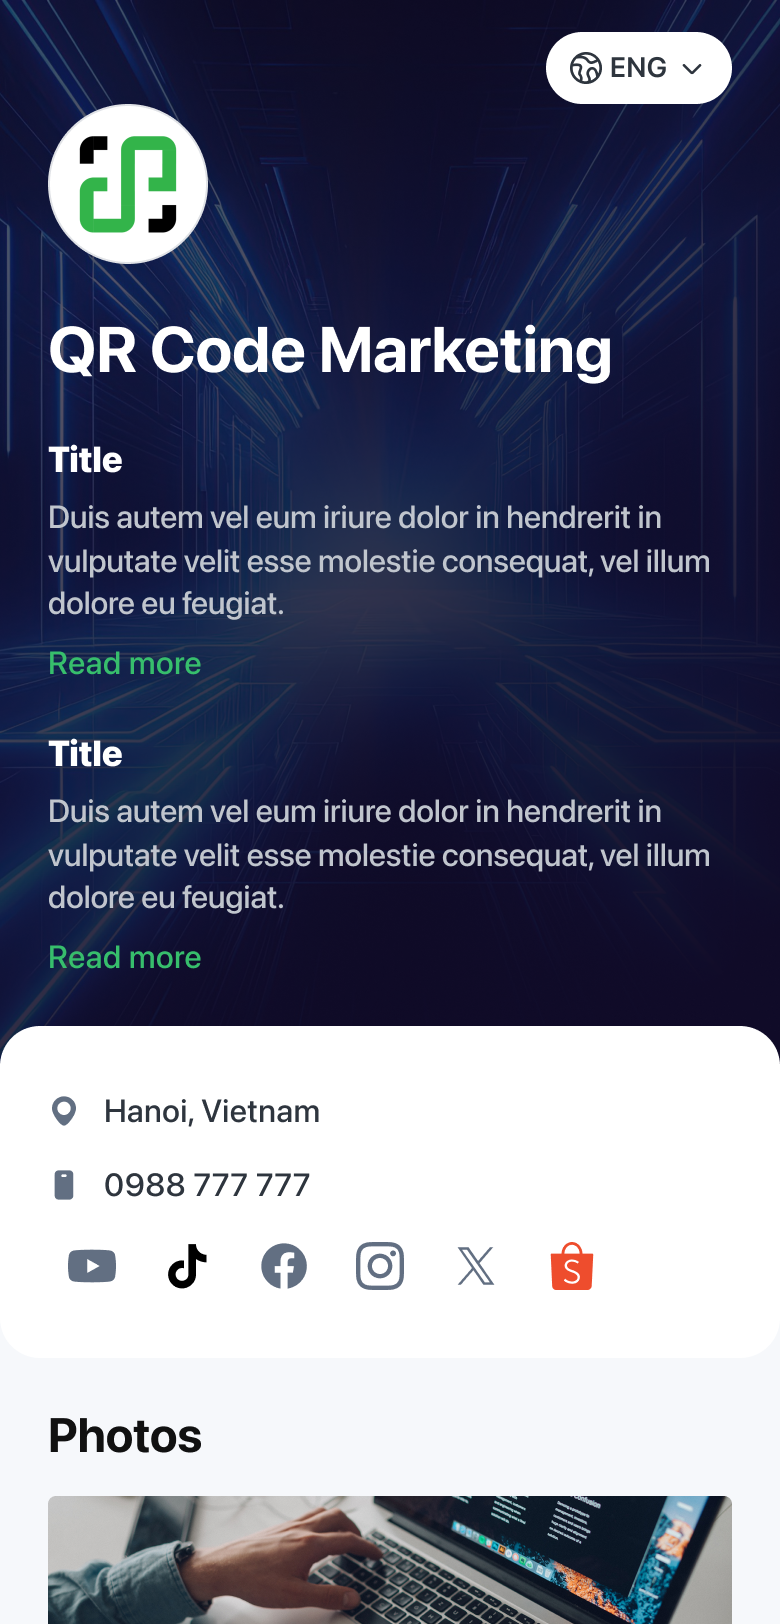 ENG
QR Code Marketing
Title
Duis autem vel eum iriure dolor in hendrerit in
vulputate velit esse molestie consequat, vel illum
dolore eu feugiat.
Read more
Title
Duis autem vel eum iriure dolor in hendrerit in
vulputate velit esse molestie consequat, vel illum
dolore eu feugiat.
Read more
Hanoi, Vietnam
0988 777 777
Photos